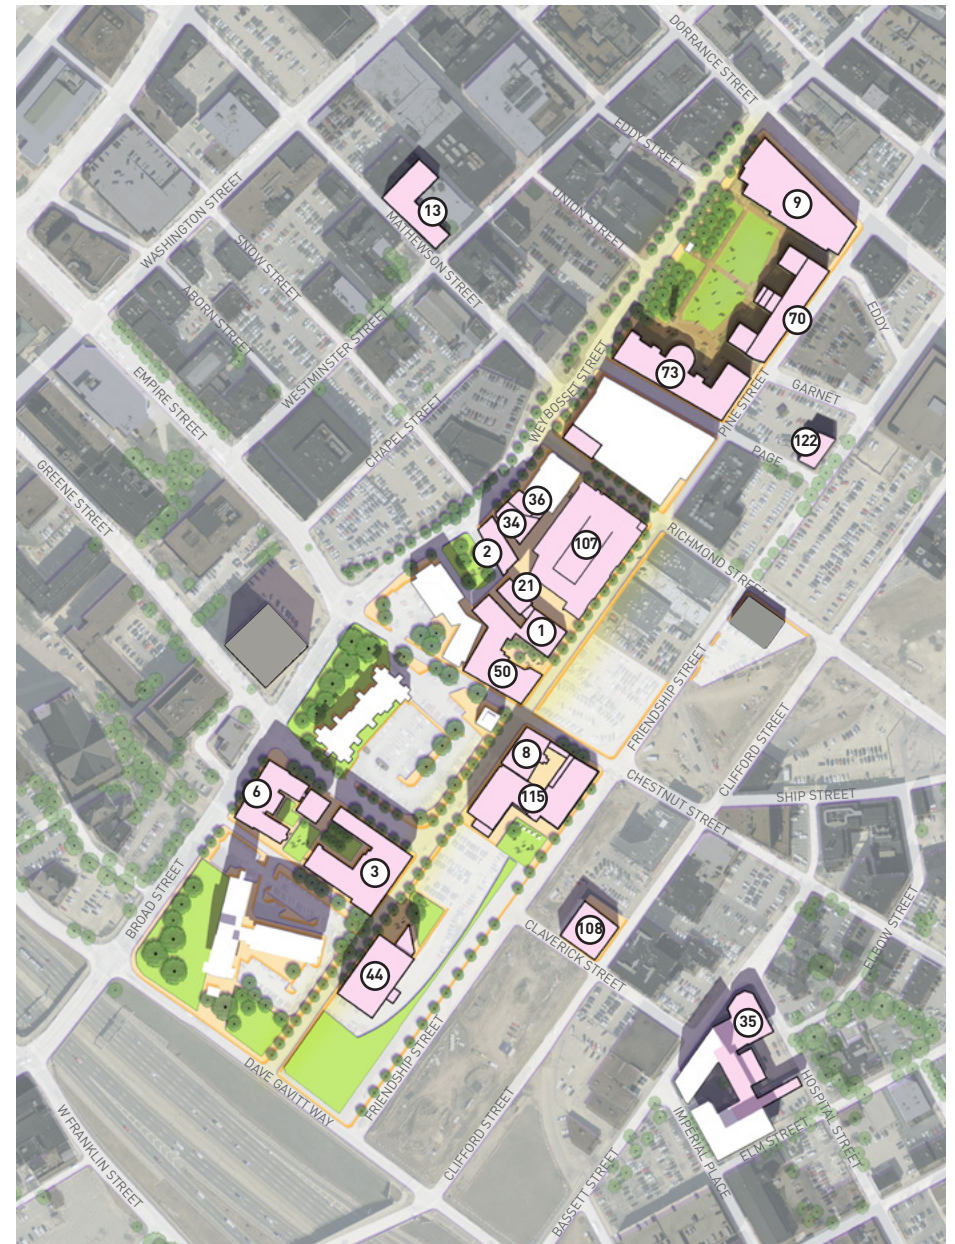 DORRANCE STREET
EDDY STREET
UNION STREET
9
13
MATHEWSON STREET
WASHINGTON STREET
SNOW STREET
ABORN STREET
WESTMINSTER STREET
EMPIRE STREET
CHAPEL STREET
WEYBOSSET STREET
70
EDDY
73
GARNET
PINE STREET
PAGE
122
GREENE STREET
36
34
2
107
RICHMOND STREET
21
1
50
FRIENDSHIP STREET
CLIFFORD STREET
8
115
CHESTNUT STREET
SHIP STREET
6
3
BROAD STREET
108
CLAVERICK STREET
ELBOW STREET
44
35
DAVE GAVITT WAY
FRIENDSHIP STREET
W FRANKLIN STREET
CLIFFORD STREET
BASSETT STREET
IMPERIAL PLACE
ELM STREET
HOSPITAL STREET